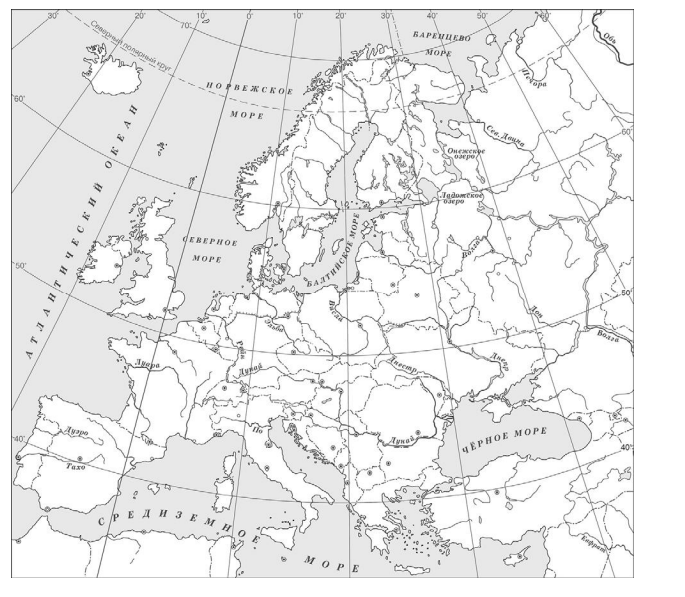 30° 20° 70° 10° 0° 10° 20° 30° 40° 50° 60°
Северный полярный круг
БАРЕНЦЕВО
МОРЕ
Обь
Печора
НОРВЕЖСКОЕ
МОРЕ
60°
Сев. Двина
60°
Онежское
озеро
Ладожское
озеро
АТЛАНТИЧЕСКИЙ ОКЕАН
СЕВЕРНОЕ
МОРЕ
БАЛТИЙСКОЕ МОРЕ
Волга
50°
50°
Эльба
Висла
Дон
Волга
Рейн
Луара
Дунай
Днестр
Днепр
Дуэро
По
Дунай
ЧЁРНОЕ МОРЕ
40°
40°
Тахо
СРЕДИЗЕМНОЕ
МОРЕ
Евфрат